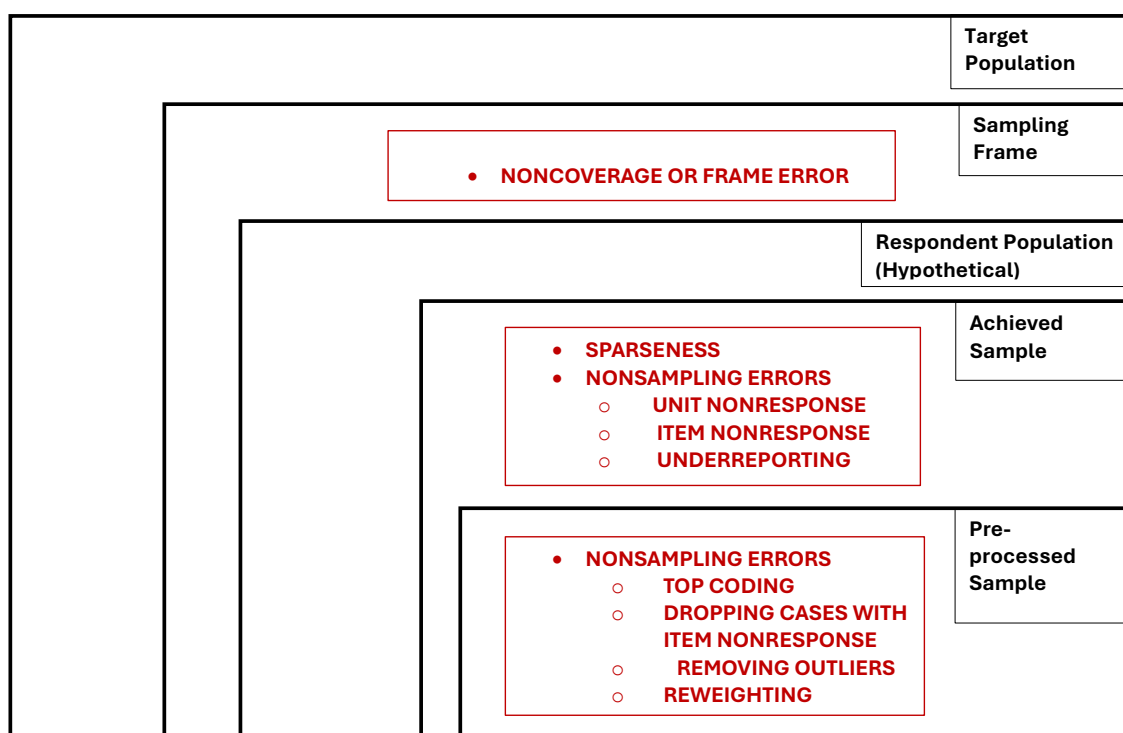 Target
Population
Sampling
Frame
• NONCOVERAGE OR FRAME ERROR
Respondent Population
(Hypothetical)
Achieved
Sample
• SPARSENESS
• NONSAMPLING ERRORS
○ UNIT NONRESPONSE
○ ITEM NONRESPONSE
○ UNDERREPORTING
Pre-
processed
Sample
• NONSAMPLING ERRORS
○ TOP CODING
○ DROPPING CASES WITH
ITEM NONRESPONSE
○ REMOVING OUTLIERS
○ REWEIGHTING